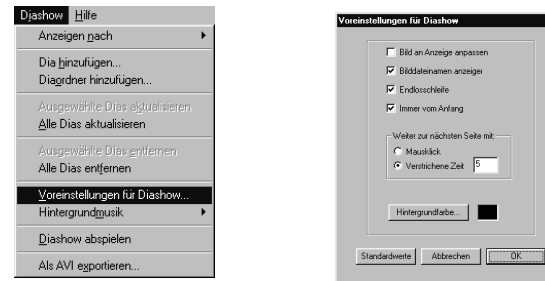 Diashow Hilfe
Anzeigen nach
Dia hinzufügen...
Diaordner hinzufügen...
Ausgewählte Dias aktualisieren
Alle Dias aktualisieren
Ausgewählte Dias entfernen
Alle Dias entfernen
Voreinstellungen für Diashow...
Hintergrundmusik
Diashow abspielen
Als AVI exportieren...
Voreinstellungen für Diashow
Bild an Anzeige anpassen
Bilddateinamen anzeigen
Endlosschleife
Immer vom Anfang
Weiter zur nächsten Seite mit:
Mausklick
Verstrichene Zeit 5
Hintergrundfarbe...
Standardwerte Abbrechen OK